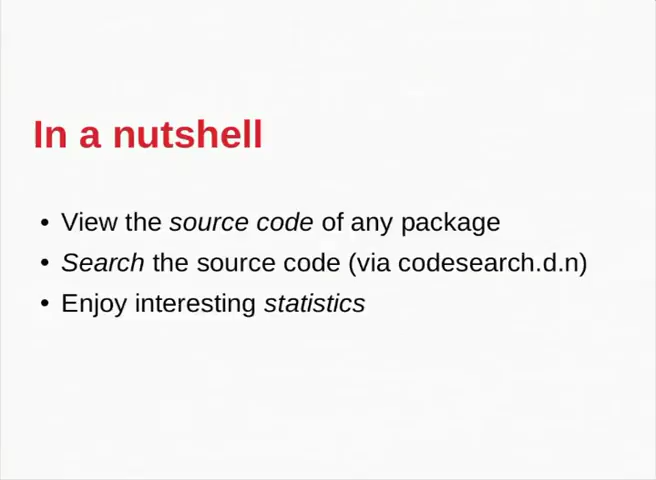 In a nutshell
• View the source code of any package
• Search the source code (via codesearch.d.n)
• Enjoy interesting statistics